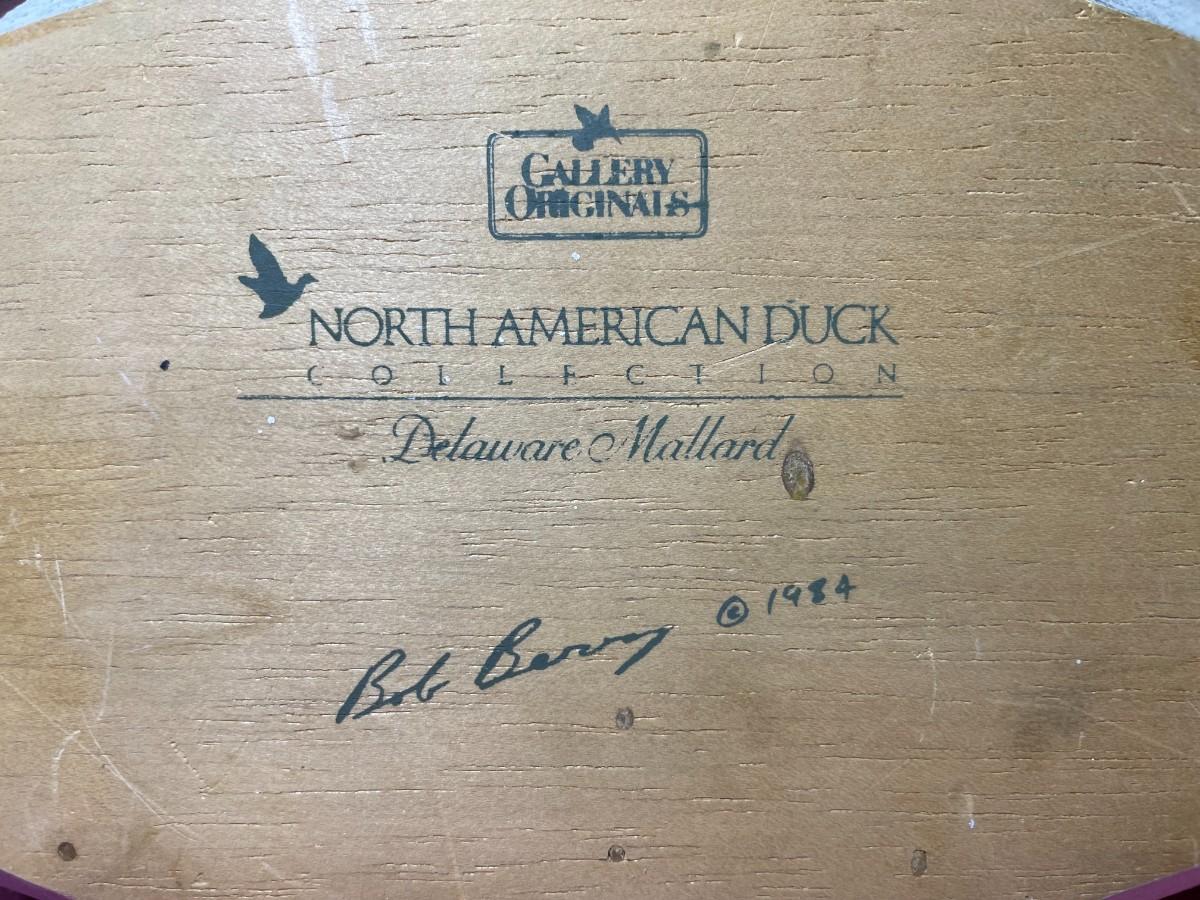 GALLERY
ORIGINALS
NORTH AMERICAN DUCK
COLLECTION
Delaware Mallard
Bob Berry © 1984